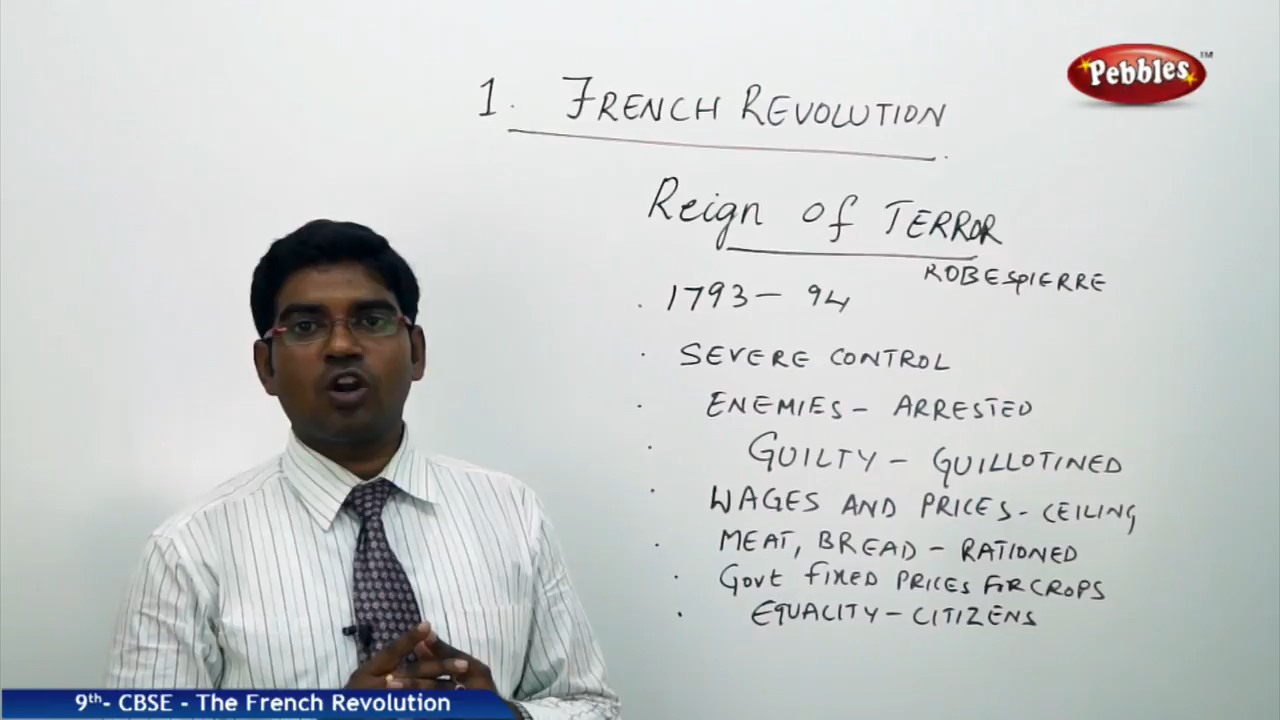 Pebbles™
1. FRENCH REVOLUTION
Reign of TERROR
ROBESPIERRE
· 1793 – 94
· SEVERE CONTROL
· ENEMIES – ARRESTED
· GUILTY – GUILLOTINED
· WAGES AND PRICES – CEILING
· MEAT, BREAD – RATIONED
· Govt fixED PRICES FOR CROPS
· EQUALITY – CITIZENS
9th- CBSE - The French Revolution